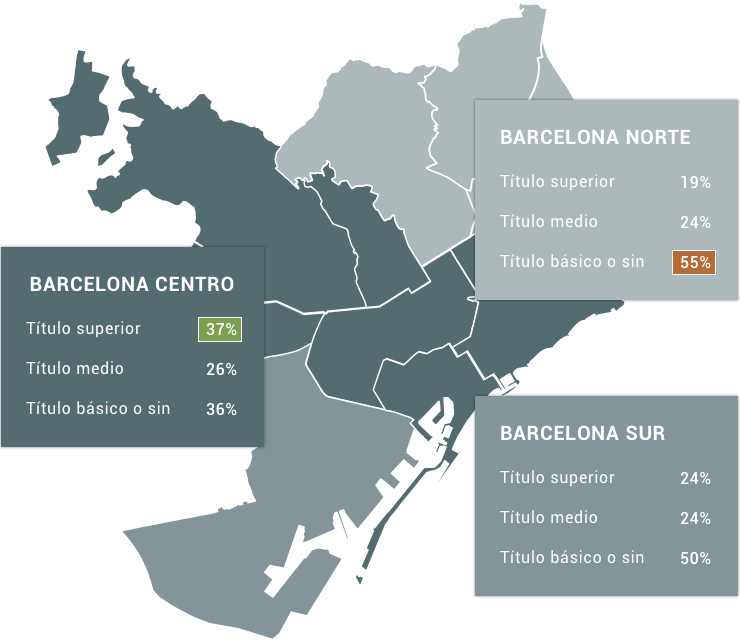 BARCELONA NORTE
Título superior 19%
Título medio 24%
Título básico o sin 55%
BARCELONA CENTRO
Título superior 37%
Título medio 26%
Título básico o sin 36%
BARCELONA SUR
Título superior 24%
Título medio 24%
Título básico o sin 50%